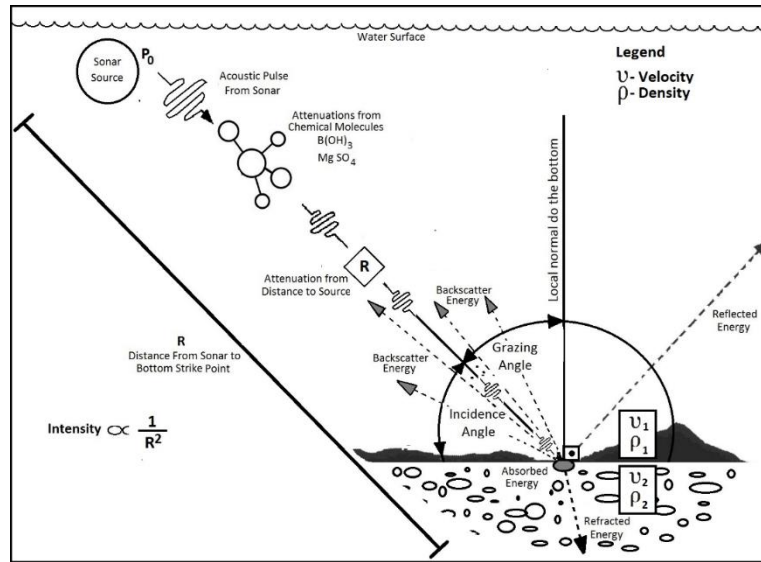 Water Surface
Sonar
Source
P0
Acoustic Pulse
From Sonar
Legend
υ- Velocity
ρ- Density
Attenuations from
Chemical Molecules
B(OH)3
Mg SO4
Local normal do the bottom
R
Attenuation from
Distance to Source
Backscatter
Energy
Reflected
Energy
R
Distance From Sonar to
Bottom Strike Point
Backscatter
Energy
Grazing
Angle
Intensity ∝ 1
R2
Incidence
Angle
υ1
ρ1
Absorbed
Energy
υ2
ρ2
Refracted
Energy